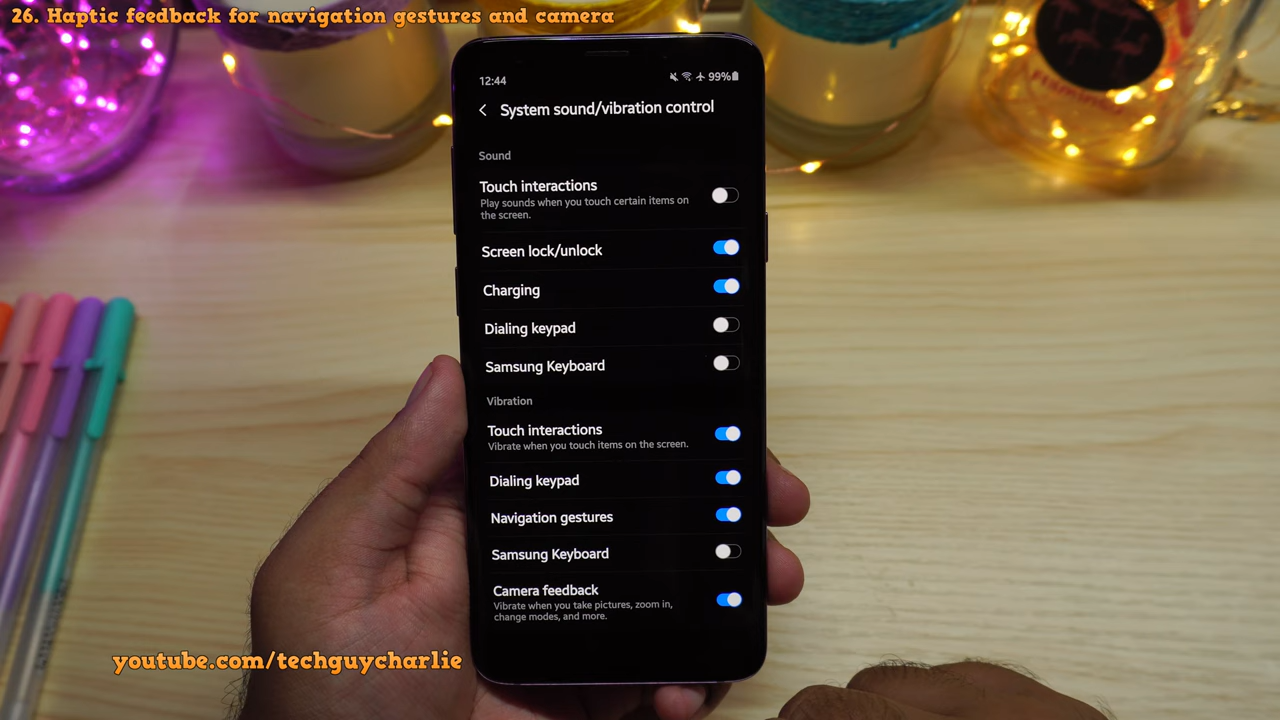 26. Haptic feedback for navigation gestures and camera
12:44
99%
System sound/vibration control
Sound
Touch interactions
Play sounds when you touch certain items on
the screen.
Screen lock/unlock
Charging
Dialing keypad
Samsung Keyboard
Vibration
Touch interactions
Vibrate when you touch items on the screen.
Dialing keypad
Navigation gestures
Samsung Keyboard
Camera feedback
Vibrate when you take pictures, zoom in,
change modes, and more.
youtube.com/techguycharlie